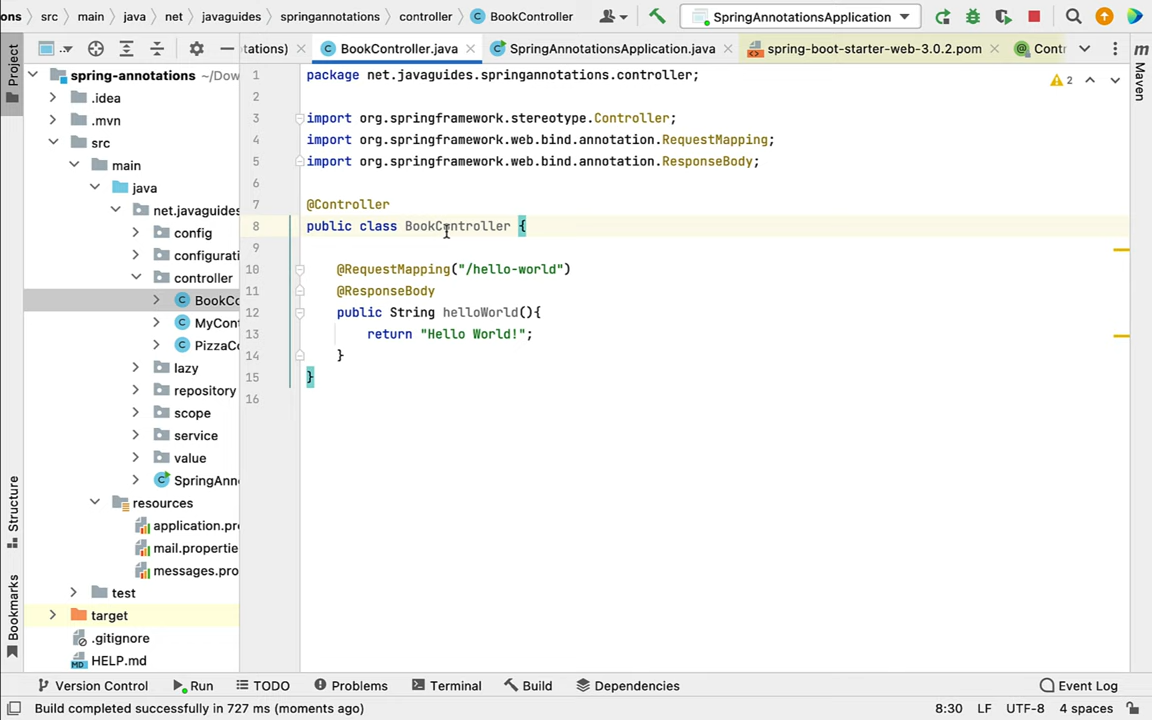 ons src main java net javaguides springannotations controller BookController SpringAnnotationsApplication
Project .. tations) BookController.java SpringAnnotationsApplication.java spring-boot-starter-web-3.0.2.pom Contr m
Maven
spring-annotations ~/Dow
.idea
.mvn
src
main
java
net.javaguides
config
configurati
controller
BookCo
MyCont
PizzaCo
lazy
repository
scope
service
value
SpringAnno
resources
application.pro
mail.propertie
messages.pro
test
target
.gitignore
HELP.md
Structure
Bookmarks
2
1 package net.javaguides.springannotations.controller;
2
3 import org.springframework.stereotype.Controller;
4 import org.springframework.web.bind.annotation.RequestMapping;
5 import org.springframework.web.bind.annotation.ResponseBody;
6
7 @Controller
8 public class BookController {
9
10 @RequestMapping("/hello-world")
11 @ResponseBody
12 public String helloWorld(){
13 return "Hello World!";
14 }
15 }
16
Version Control Run TODO Problems Terminal Build Dependencies Event Log
Build completed successfully in 727 ms (moments ago) 8:30 LF UTF-8 4 spaces